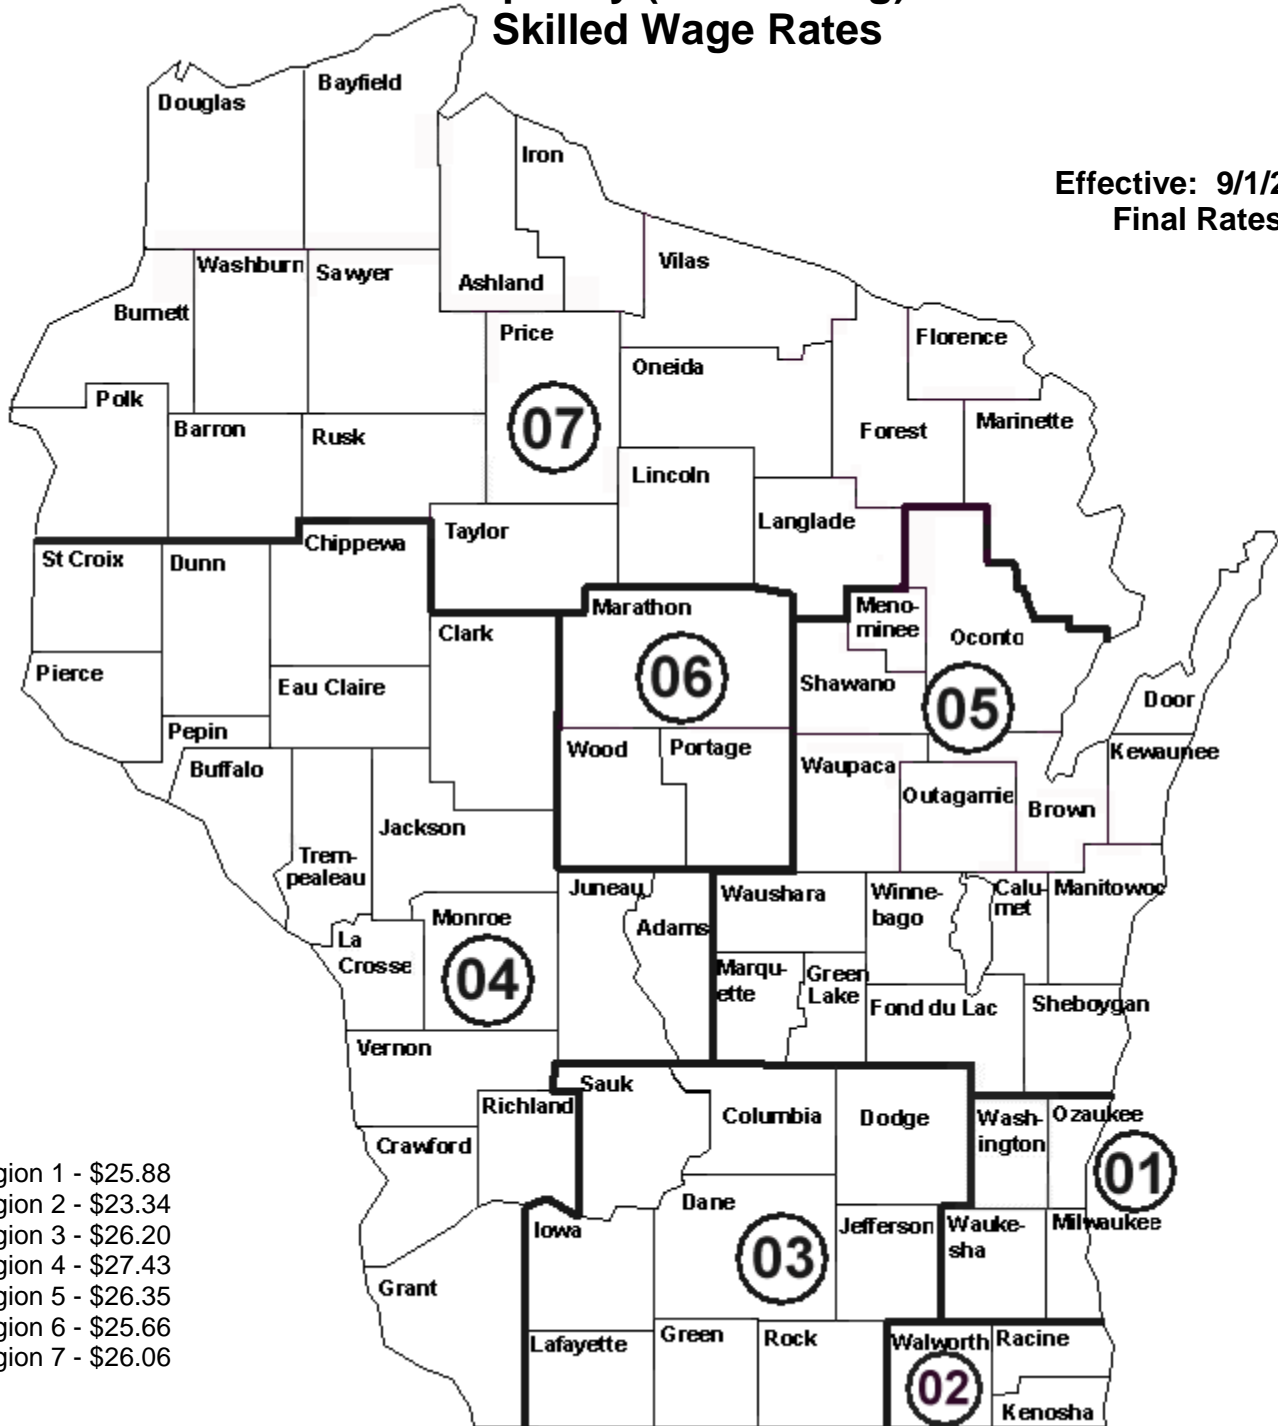 Skilled Wage Rates
Effective: 9/1/2
Final Rates
Douglas
Bayfield
Iron
Vilas
Washburn
Sawyer
Ashland
Burnett
Price
Florence
Oneida
Polk
Barron
Rusk
07
Forest
Marinette
Lincoln
Langlade
Taylor
Chippewa
St Croix
Dunn
Marathon
Meno-
minee
Clark
Oconto
06
Pierce
Eau Claire
Shawano
05
Door
Pepin
Wood
Portage
Kewaunee
Buffalo
Waupaca
Outagamie
Brown
Jackson
Trem-
pealeau
Juneau
Waushara
Winne-
bago
Calu-
met
Manitowoc
Monroe
Adams
La
Crosse
04
Marqu-
ette
Green
Lake
Fond du Lac
Sheboygan
Vernon
Sauk
Richland
Columbia
Dodge
Wash-
ington
Ozaukee
Crawford
01
Dane
Iowa
Jefferson
Wauke-
sha
Milwaukee
03
Grant
Lafayette
Green
Rock
Walworth
Racine
02
Kenosha
gion 1 - $25.88
gion 2 - $23.34
gion 3 - $26.20
gion 4 - $27.43
gion 5 - $26.35
gion 6 - $25.66
gion 7 - $26.06